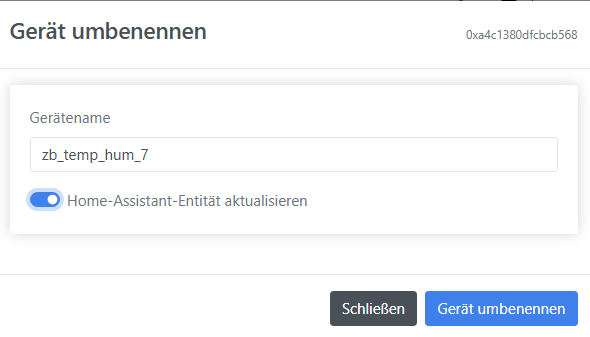 Gerät umbenennen
0xa4c1380dfcbcb568
Gerätename
zb_temp_hum_7
Home-Assistant-Entität aktualisieren
Schließen
Gerät umbenennen